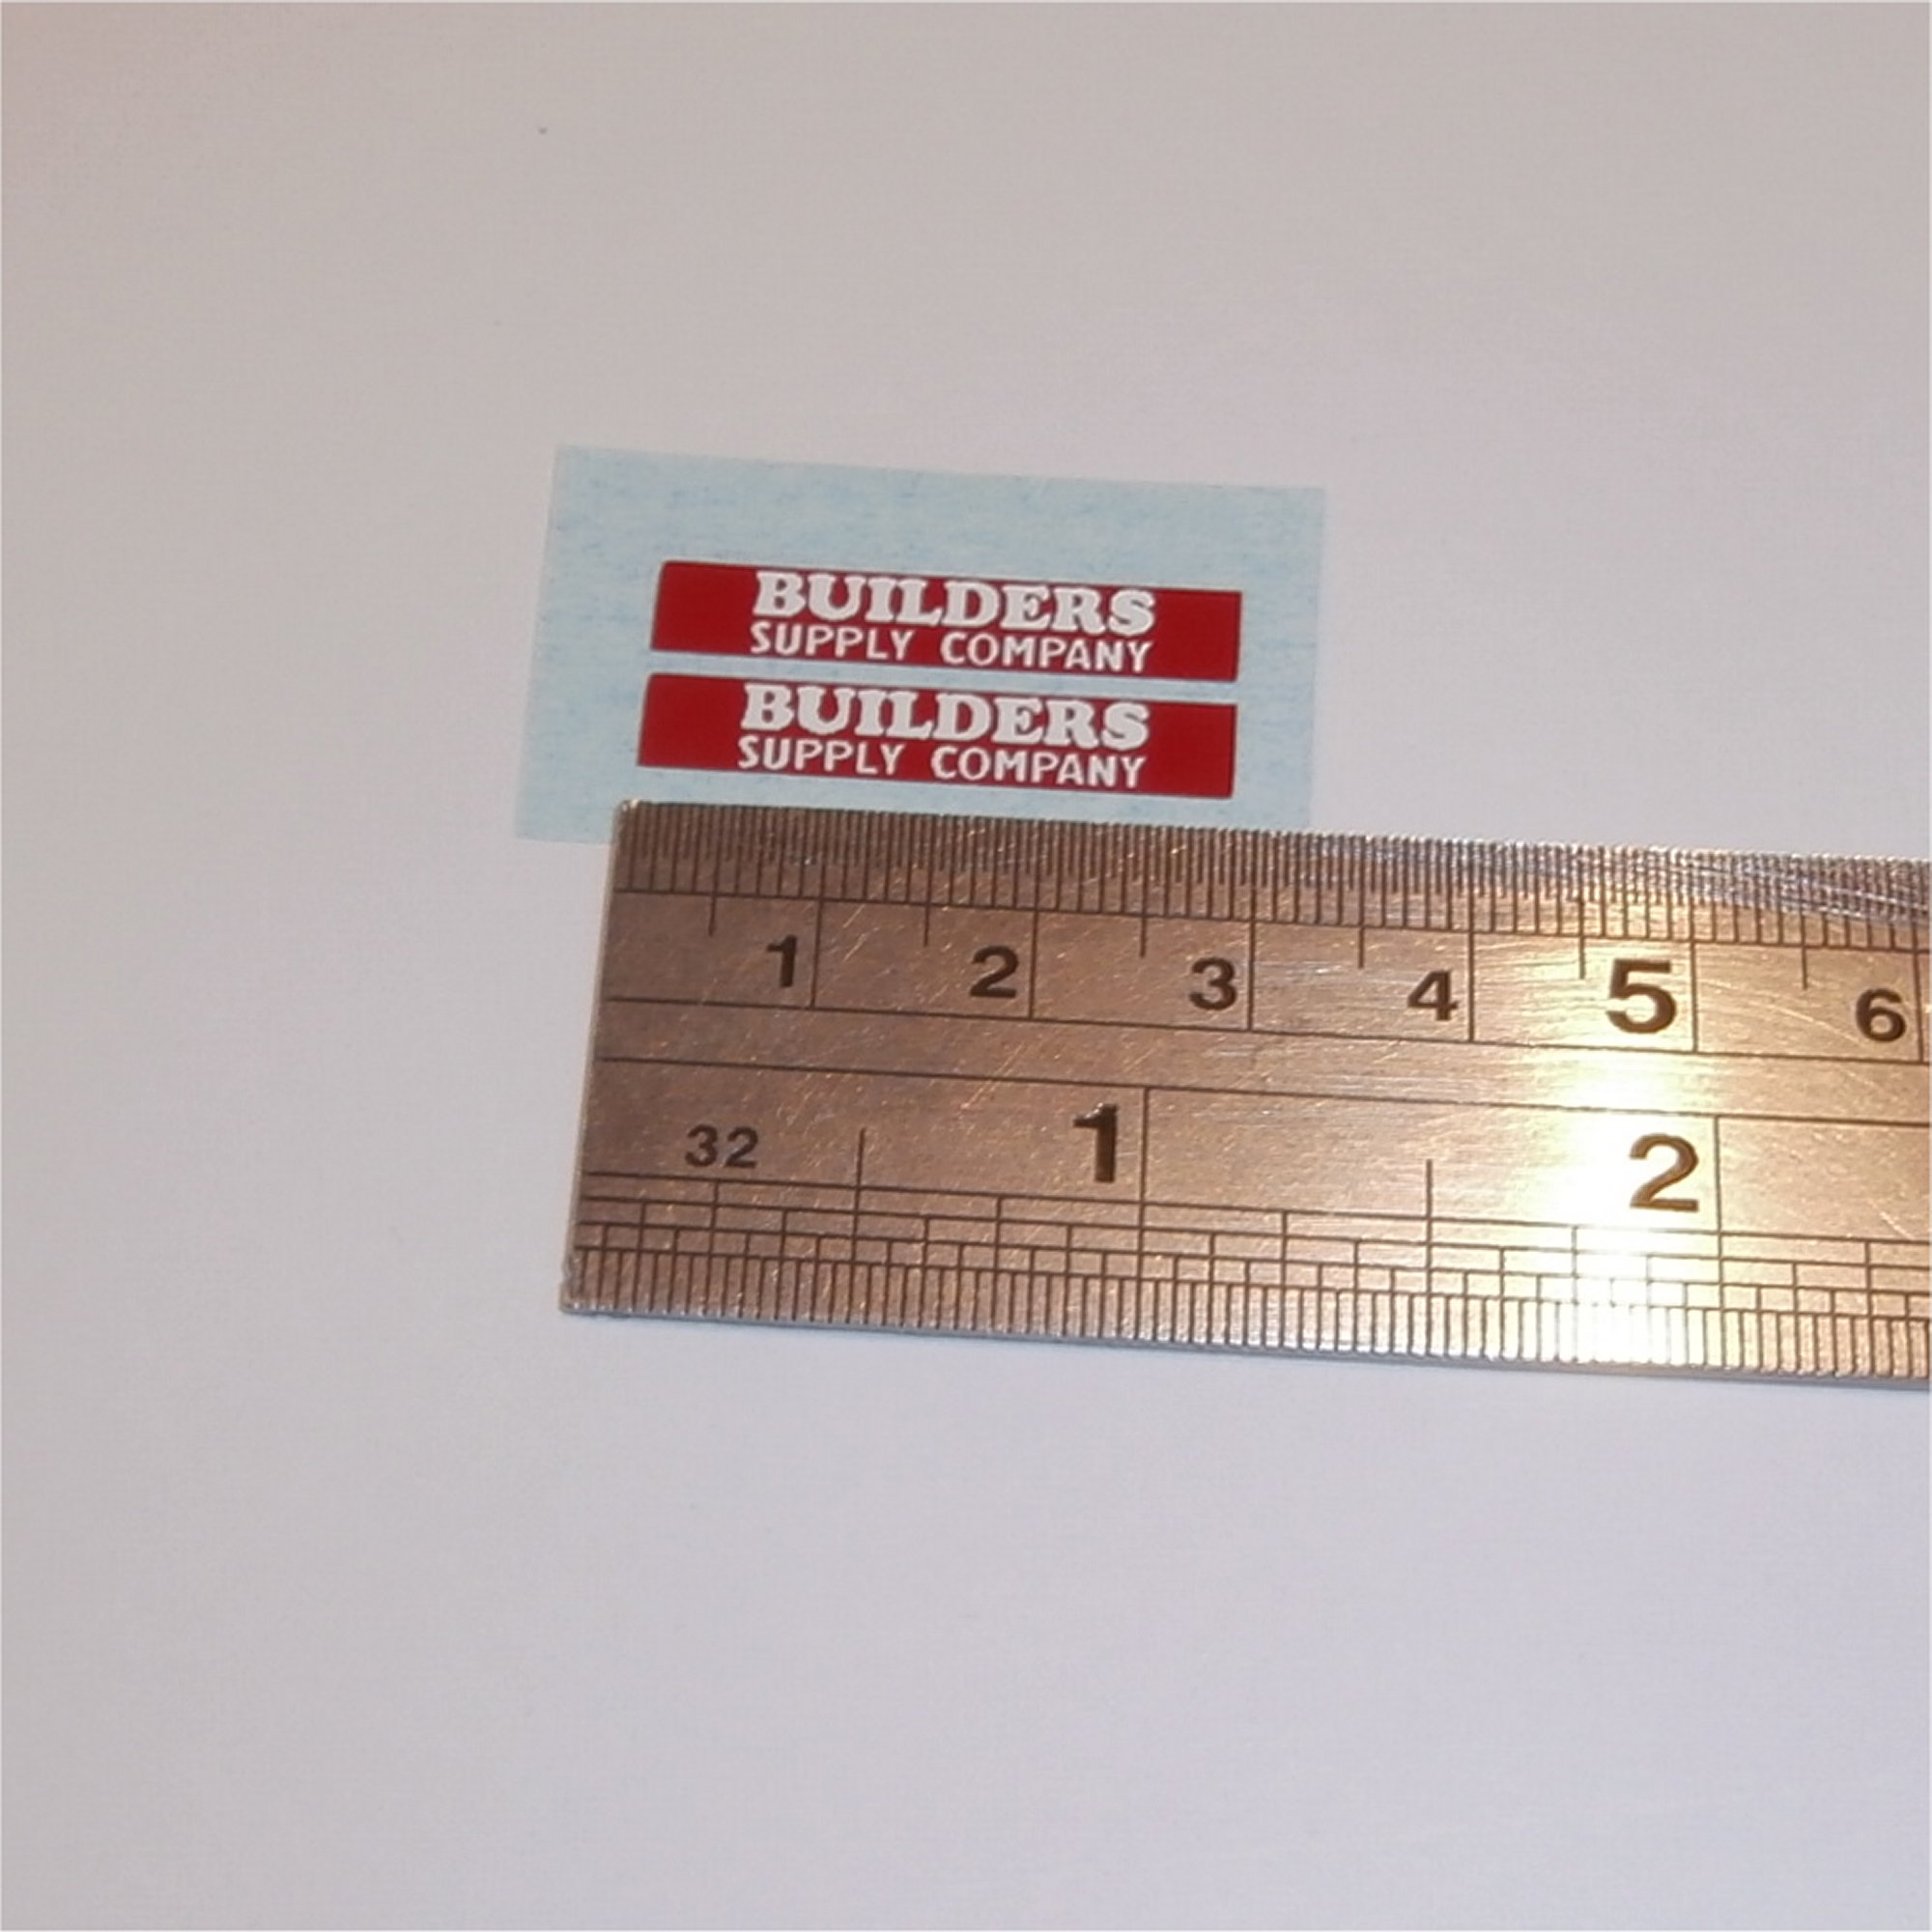 BUILDERS
SUPPLY COMPANY
BUILDERS
SUPPLY COMPANY
1 2 3 4 5 6
32 1 2